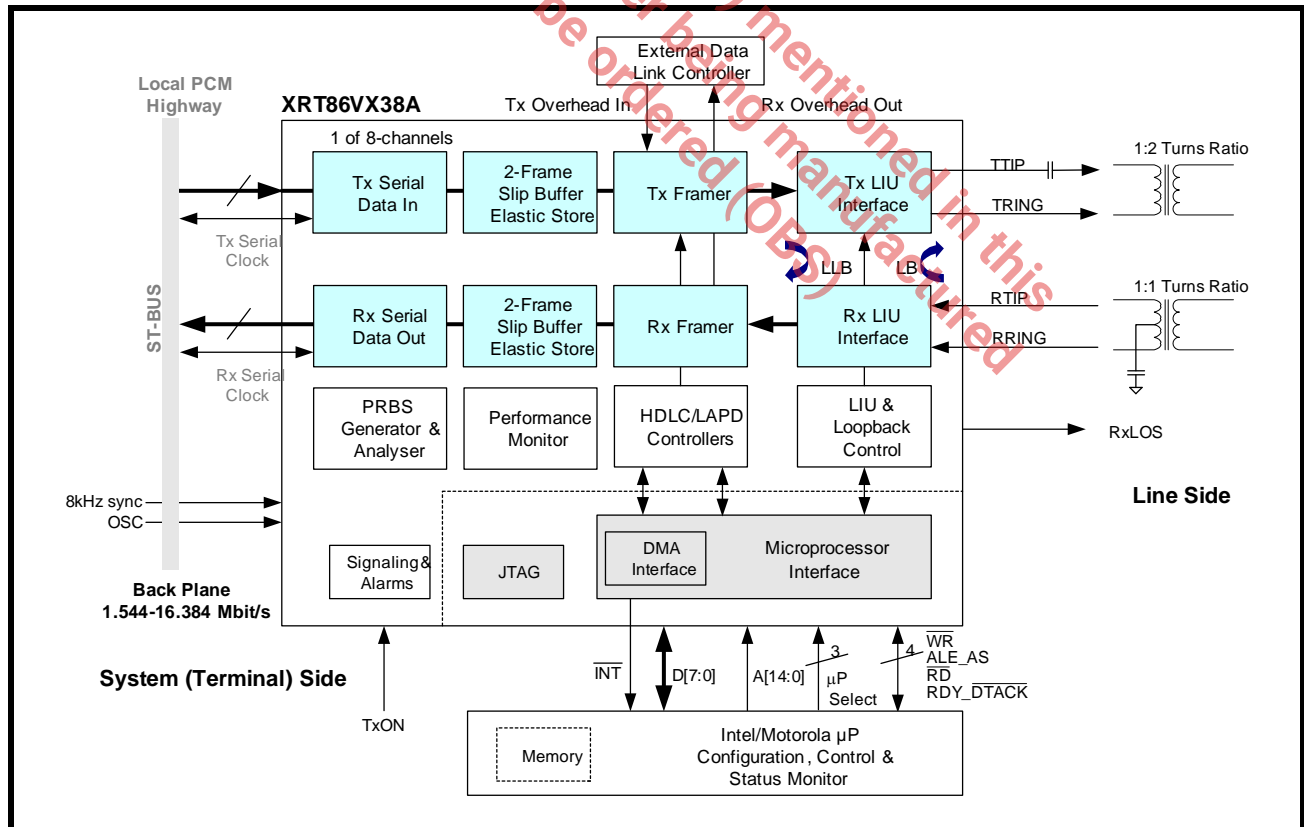 External Data
Link Controller
Local PCM
Highway
XRT86VX38A
Tx Overhead In
Rx Overhead Out
1 of 8-channels
Tx Serial
Data In
2-Frame
Slip Buffer
Elastic Store
Tx Framer
Tx LIU
Interface
TTIP
TRING
1:2 Turns Ratio
Tx Serial
Clock
LLB
LB
ST-BUS
Rx Serial
Data Out
2-Frame
Slip Buffer
Elastic Store
Rx Framer
Rx LIU
Interface
RTIP
RRING
1:1 Turns Ratio
Rx Serial
Clock
PRBS
Generator &
Analyser
Performance
Monitor
HDLC/LAPD
Controllers
LIU &
Loopback
Control
RxLOS
Line Side
8kHz sync
OSC
Signaling &
Alarms
JTAG
DMA
Interface
Microprocessor
Interface
Back Plane
1.544-16.384 Mbit/s
System (Terminal) Side
TxON
INT
D[7:0]
A[14:0]
3
µP
Select
4
WR
ALE_AS
RD
RDY_DTACK
Memory
Intel/Motorola µP
Configuration, Control &
Status Monitor
mentioned in this
being manufactured
be ordered (OBS)